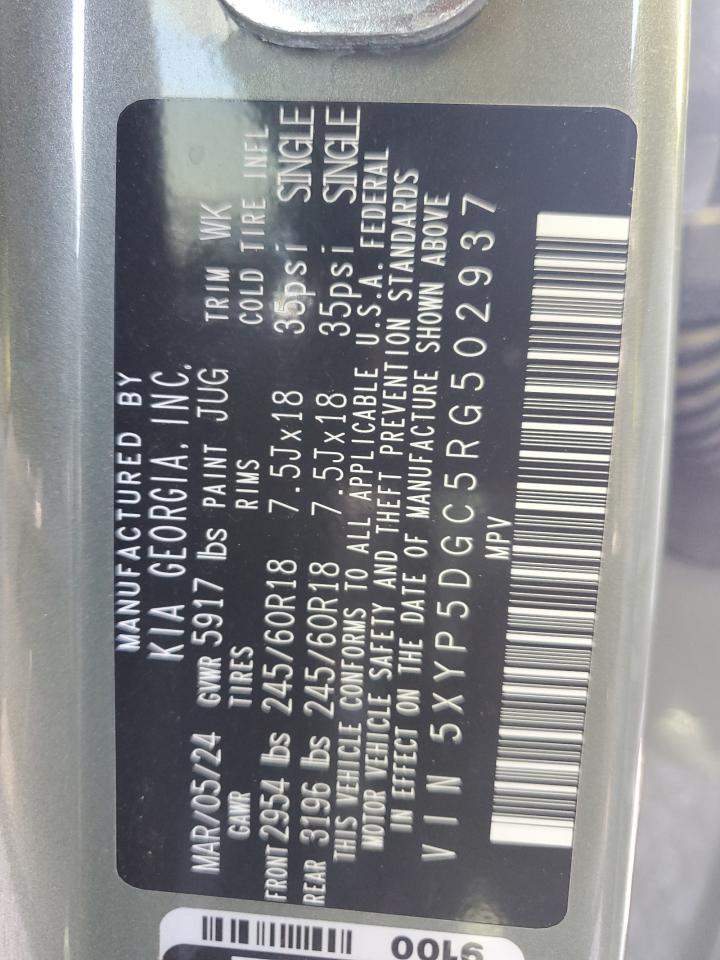 MANUFACTURED BY
KIA GEORGIA, INC.
MAR/05/24 GVWR 5917 lbs PAINT JUG TRIM WK
GAWR TIRES RIMS COLD TIRE INFL
FRONT 2954 lbs 245/60R18 7.5Jx18 35psi SINGLE
REAR 3196 lbs 245/60R18 7.5Jx18 35psi SINGLE
THIS VEHICLE CONFORMS TO ALL APPLICABLE U.S.A. FEDERAL
MOTOR VEHICLE SAFETY AND THEFT PREVENTION STANDARDS
IN EFFECT ON THE DATE OF MANUFACTURE SHOWN ABOVE
VIN 5XYP5DGC5RG502937
MPV
9100